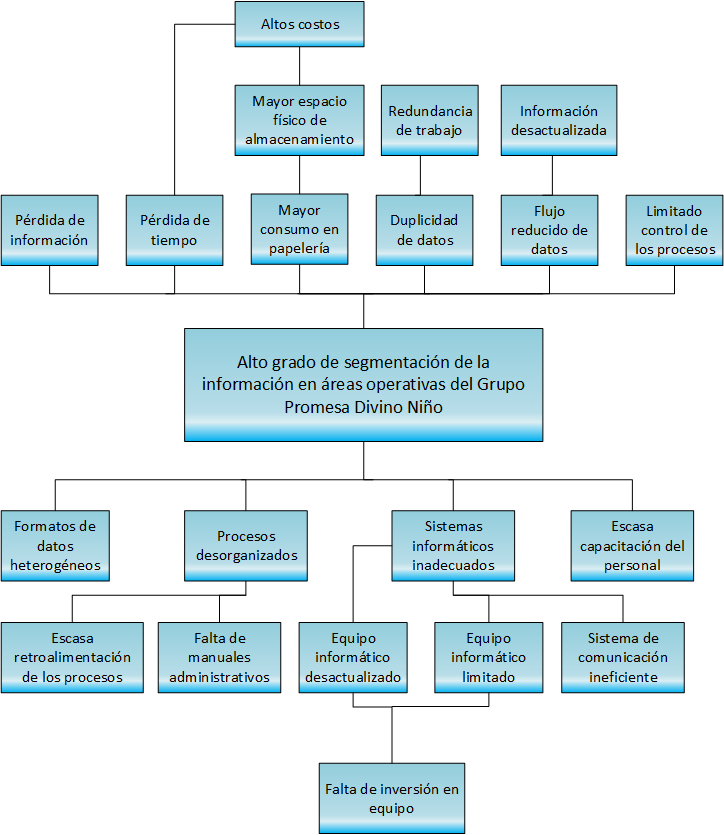 Altos costos
Mayor espacio
físico de
almacenamiento
Redundancia
de trabajo
Información
desactualizada
Pérdida de
información
Pérdida de
tiempo
Mayor
consumo en
papelería
Duplicidad
de datos
Flujo
reducido de
datos
Limitado
control de
los procesos
Alto grado de segmentación de la
información en áreas operativas del Grupo
Promesa Divino Niño
Formatos de
datos
heterogéneos
Procesos
desorganizados
Sistemas
informáticos
inadecuados
Escasa
capacitación del
personal
Escasa
retroalimentación
de los procesos
Falta de
manuales
administrativos
Equipo
informático
desactualizado
Equipo
informático
limitado
Sistema de
comunicación
ineficiente
Falta de inversión en
equipo